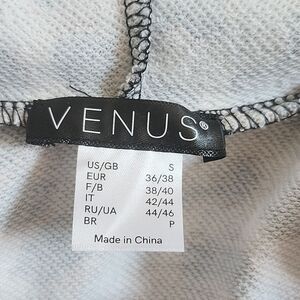 VENUS®
US/GB S
EUR 36/38
F/B 38/40
IT 42/44
RU/UA 44/46
BR P
Made in China